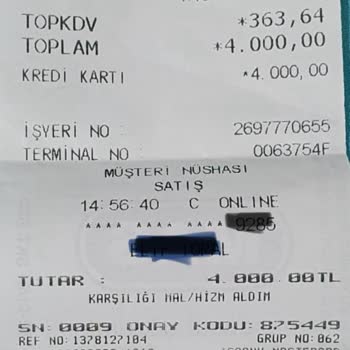 TOPKDV *363,64
TOPLAM *4.000,00
KREDİ KARTI *4.000,00
İŞYERİ NO : 2697770655
TERMİNAL NO : 0063754F
MÜŞTERİ NÜSHASI
SATIŞ
14:56:40 C ONLINE
**** **** **** 9285
TUTAR : 4.000.00TL
KARŞILIĞI MAL/HİZM ALDIM
SN: 0009 ONAY KODU: 875449
REF NO:1378127104 GRUP NO:062